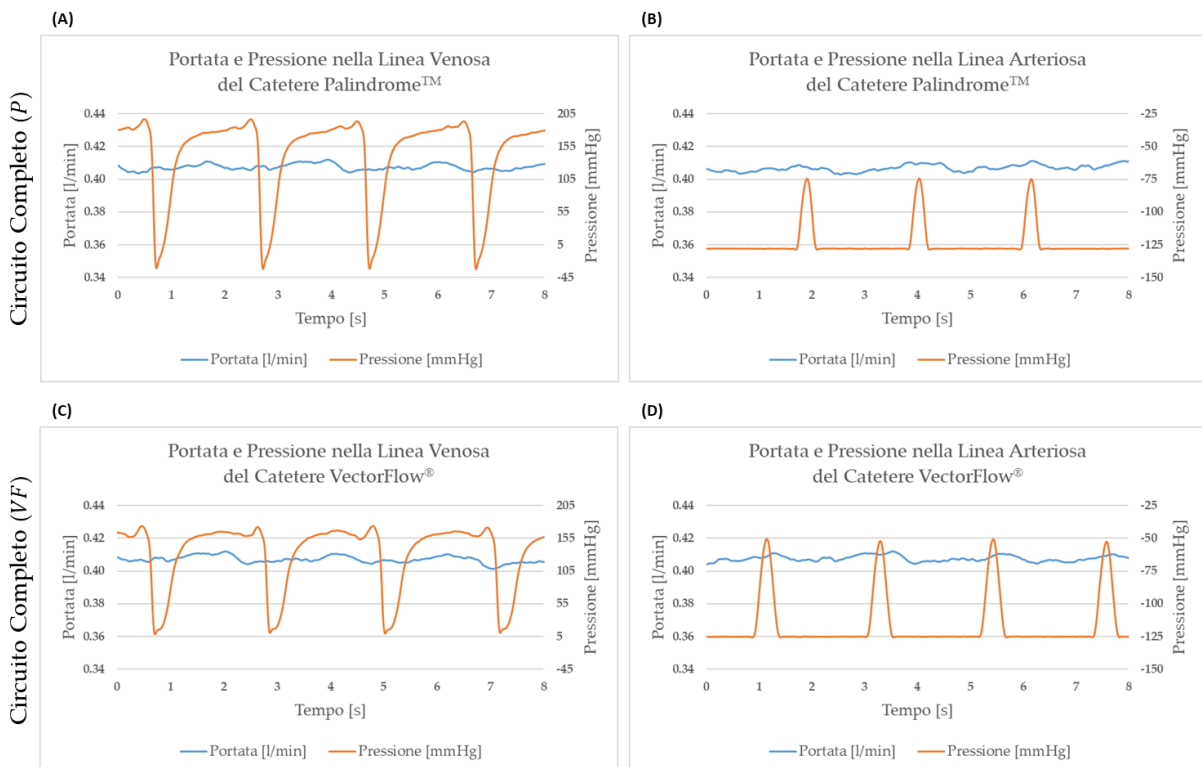 (A)
Portata e Pressione nella Linea Venosa
del Catetere Palindrome™
0.44
0.42
0.40
0.38
0.36
0.34
Portata [l/min]
205
155
105
55
5
-45
Pressione [mmHg]
0 1 2 3 4 5 6 7 8
Tempo [s]
Portata [l/min] Pressione [mmHg]
(B)
Portata e Pressione nella Linea Arteriosa
del Catetere Palindrome™
0.44
0.42
0.40
0.38
0.36
0.34
Portata [l/min]
-25
-50
-75
-100
-125
-150
Pressione [mmHg]
0 1 2 3 4 5 6 7 8
Tempo [s]
Portata [l/min] Pressione [mmHg]
Circuito Completo (P)
(C)
Portata e Pressione nella Linea Venosa
del Catetere VectorFlow®
0.44
0.42
0.40
0.38
0.36
0.34
Portata [l/min]
205
155
105
55
5
-45
Pressione [mmHg]
0 1 2 3 4 5 6 7 8
Tempo [s]
Portata [l/min] Pressione [mmHg]
(D)
Portata e Pressione nella Linea Arteriosa
del Catetere VectorFlow®
0.44
0.42
0.40
0.38
0.36
0.34
Portata [l/min]
-25
-50
-75
-100
-125
-150
Pressione [mmHg]
0 1 2 3 4 5 6 7 8
Tempo [s]
Portata [l/min] Pressione [mmHg]
Circuito Completo (VF)